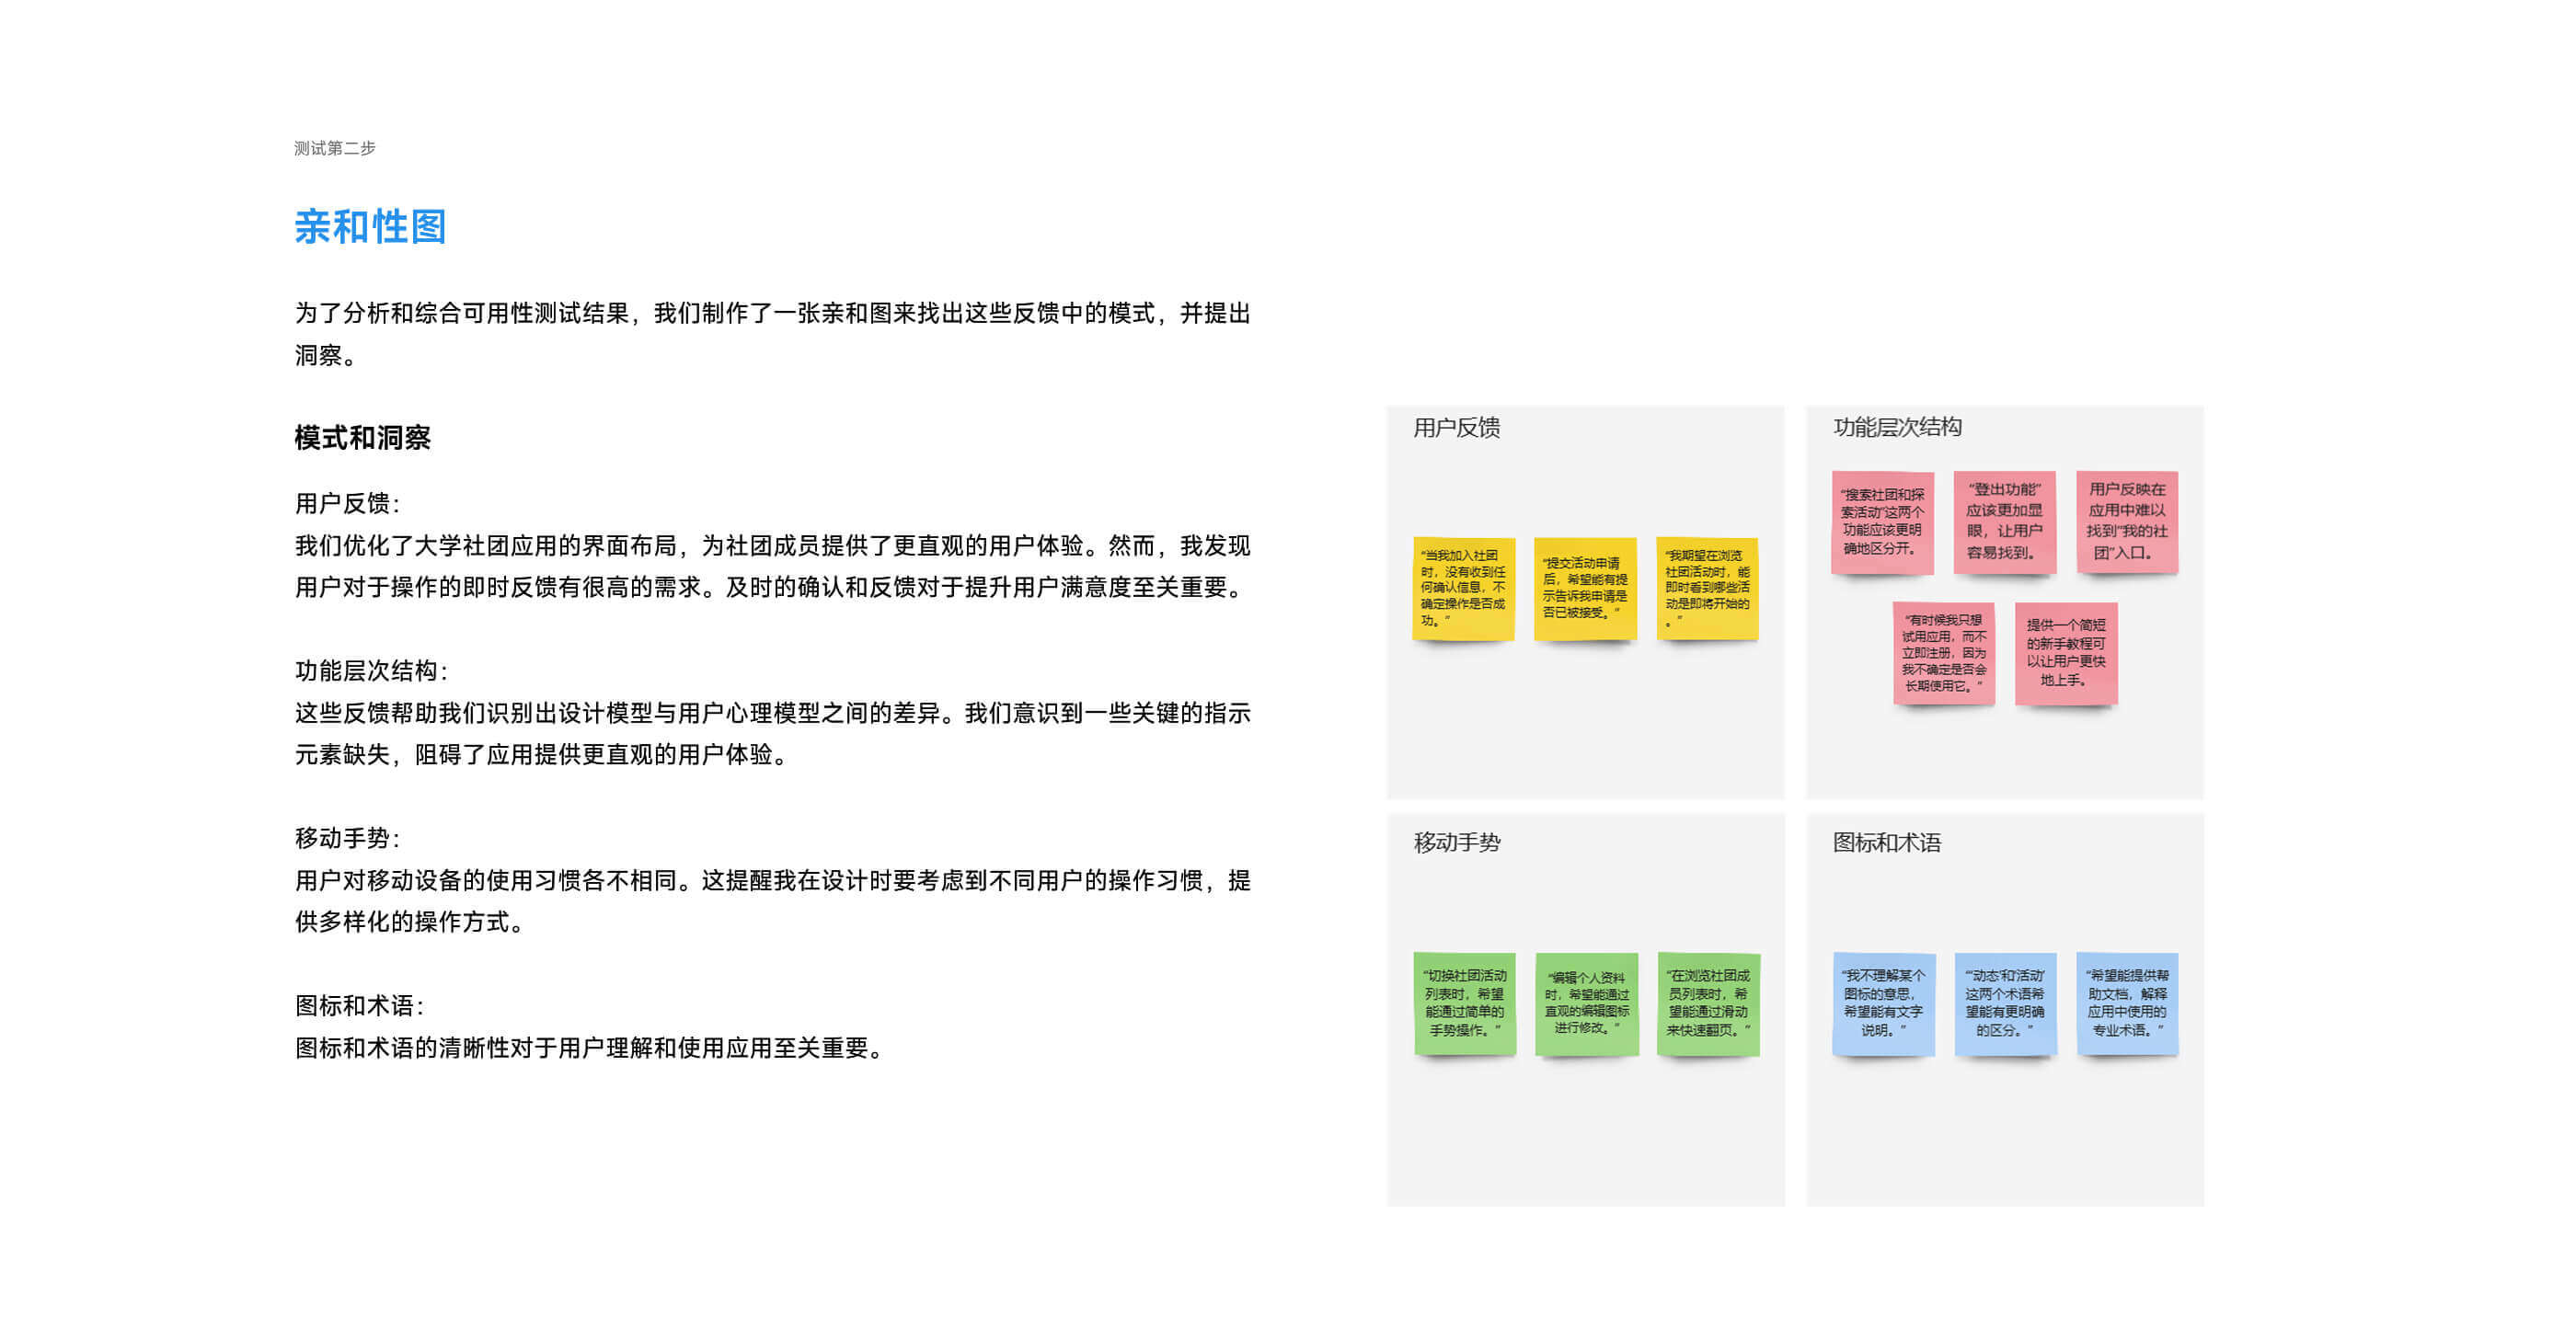 测试第二步
亲和性图
为了分析和综合可用性测试结果，我们制作了一张亲和图来找出这些反馈中的模式，并提出
洞察。
模式和洞察
用户反馈：
我们优化了大学社团应用的界面布局，为社团成员提供了更直观的用户体验。然而，我发现
用户对于操作的即时反馈有很高的需求。及时的确认和反馈对于提升用户满意度至关重要。
功能层次结构：
这些反馈帮助我们识别出设计模型与用户心理模型之间的差异。我们意识到一些关键的指示
元素缺失，阻碍了应用提供更直观的用户体验。
移动手势：
用户对移动设备的使用习惯各不相同。这提醒我在设计时要考虑到不同用户的操作习惯，提
供多样化的操作方式。
图标和术语：
图标和术语的清晰性对于用户理解和使用应用至关重要。
用户反馈
“当我加入社团
时，没有收到任
何确认信息，不
确定操作是否成
功。”
“提交活动申请
后，希望能有提
示告诉我申请是
否已被接受。”
“我期望在浏览
社团活动时，能
即时看到哪些活
动是即将开始的
。”
功能层次结构
“搜索社团和探
索活动”这两个
功能应该更明
确地区分开。
“登出功能”
应该更加显
眼，让用户
容易找到。
用户反映在
应用中难以
找到“我的社
团”入口。
“有时候我只想
试用应用，而不
立即注册，因为
我不确定是否会
长期使用它。”
提供一个简短
的新手教程可
以让用户更快
地上手。
移动手势
“切换社团活动
列表时，希望
能通过简单的
手势操作。”
“编辑个人资料
时，希望能通过
直观的编辑图标
进行修改。”
“在浏览社团成
员列表时，希
望能通过滑动
来快速翻页。”
图标和术语
“我不理解某个
图标的意思，
希望能有文字
说明。”
“‘动态’和‘活动’
这两个术语希
望能有更明确
的区分。”
“希望能提供帮
助文档，解释
应用中使用的
专业术语。”